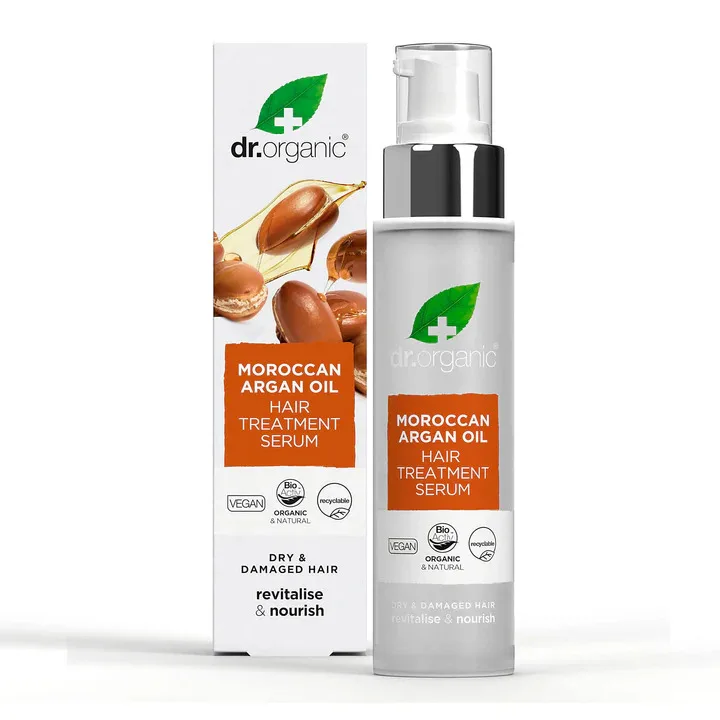 dr.organic®
MOROCCAN
ARGAN OIL
HAIR
TREATMENT
SERUM
VEGAN
Bio
Activ
ORGANIC
& NATURAL
recyclable
DRY &
DAMAGED HAIR
revitalise
& nourish
dr.organic®
MOROCCAN
ARGAN OIL
HAIR
TREATMENT
SERUM
VEGAN
Bio
Activ
ORGANIC
& NATURAL
recyclable
DRY & DAMAGED HAIR
revitalise & nourish